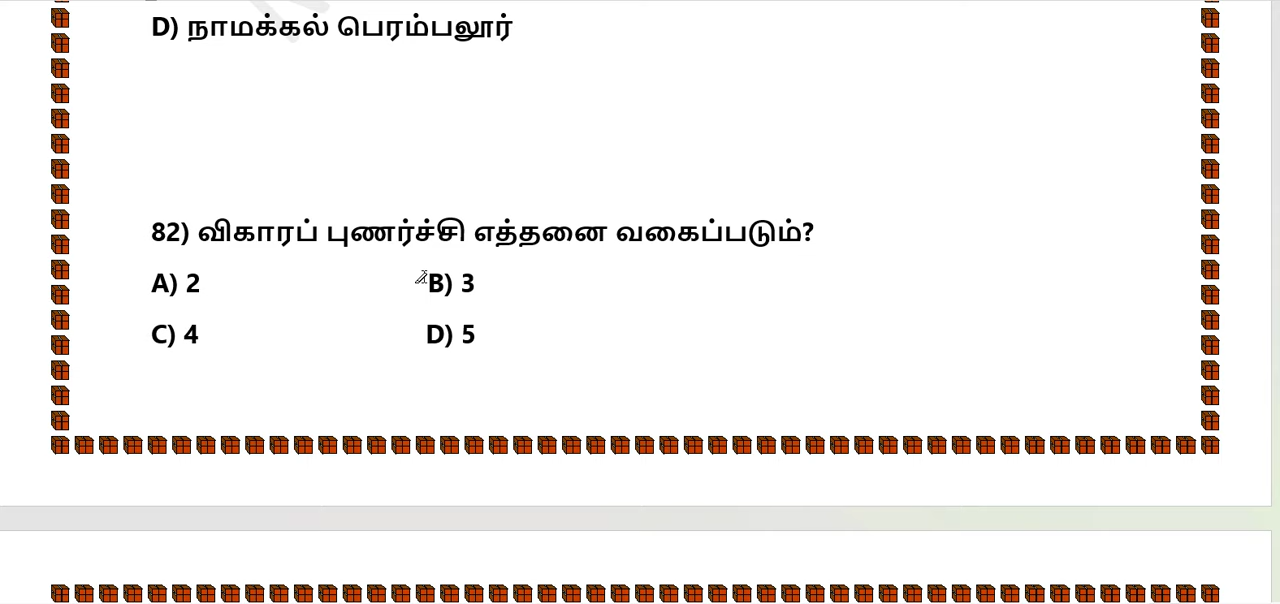 D) நாமக்கல் பெரம்பலூர்
82) விகாரப் புணர்ச்சி எத்தனை வகைப்படும்?
A) 2 B) 3
C) 4 D) 5